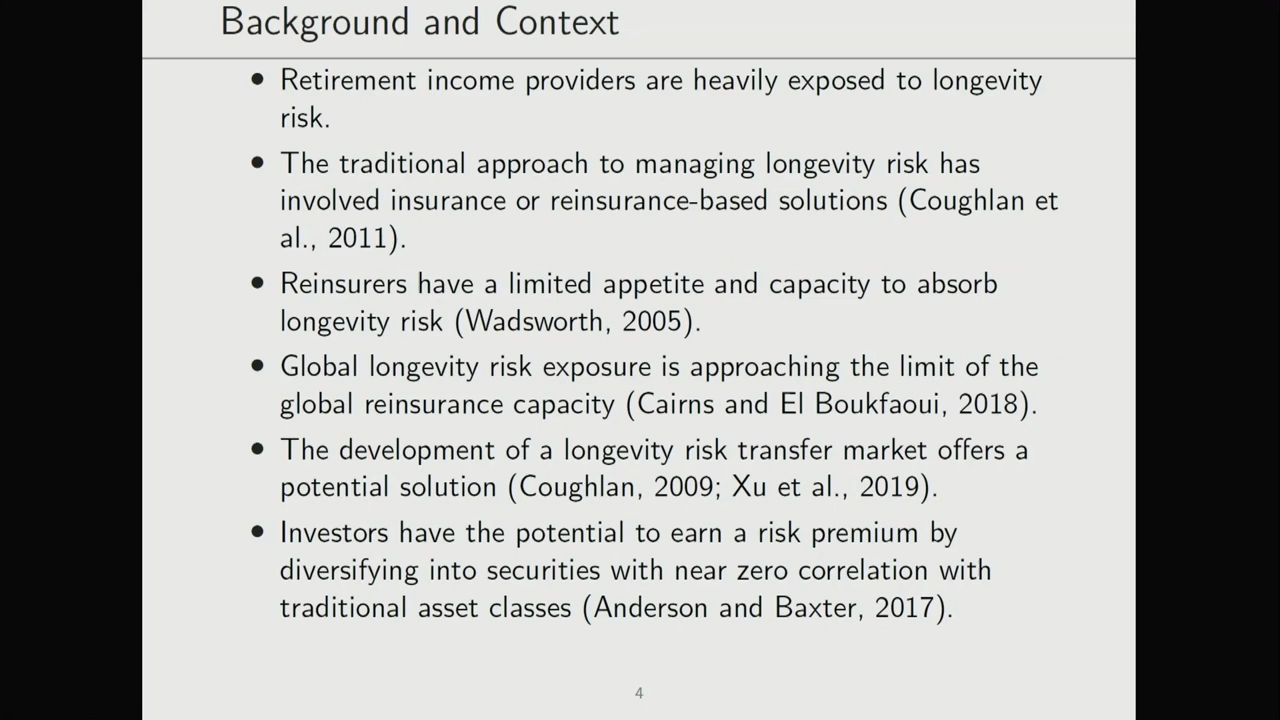 Background and Context
• Retirement income providers are heavily exposed to longevity
risk.
• The traditional approach to managing longevity risk has
involved insurance or reinsurance-based solutions (Coughlan et
al., 2011).
• Reinsurers have a limited appetite and capacity to absorb
longevity risk (Wadsworth, 2005).
• Global longevity risk exposure is approaching the limit of the
global reinsurance capacity (Cairns and El Boukfaoui, 2018).
• The development of a longevity risk transfer market offers a
potential solution (Coughlan, 2009; Xu et al., 2019).
• Investors have the potential to earn a risk premium by
diversifying into securities with near zero correlation with
traditional asset classes (Anderson and Baxter, 2017).
4